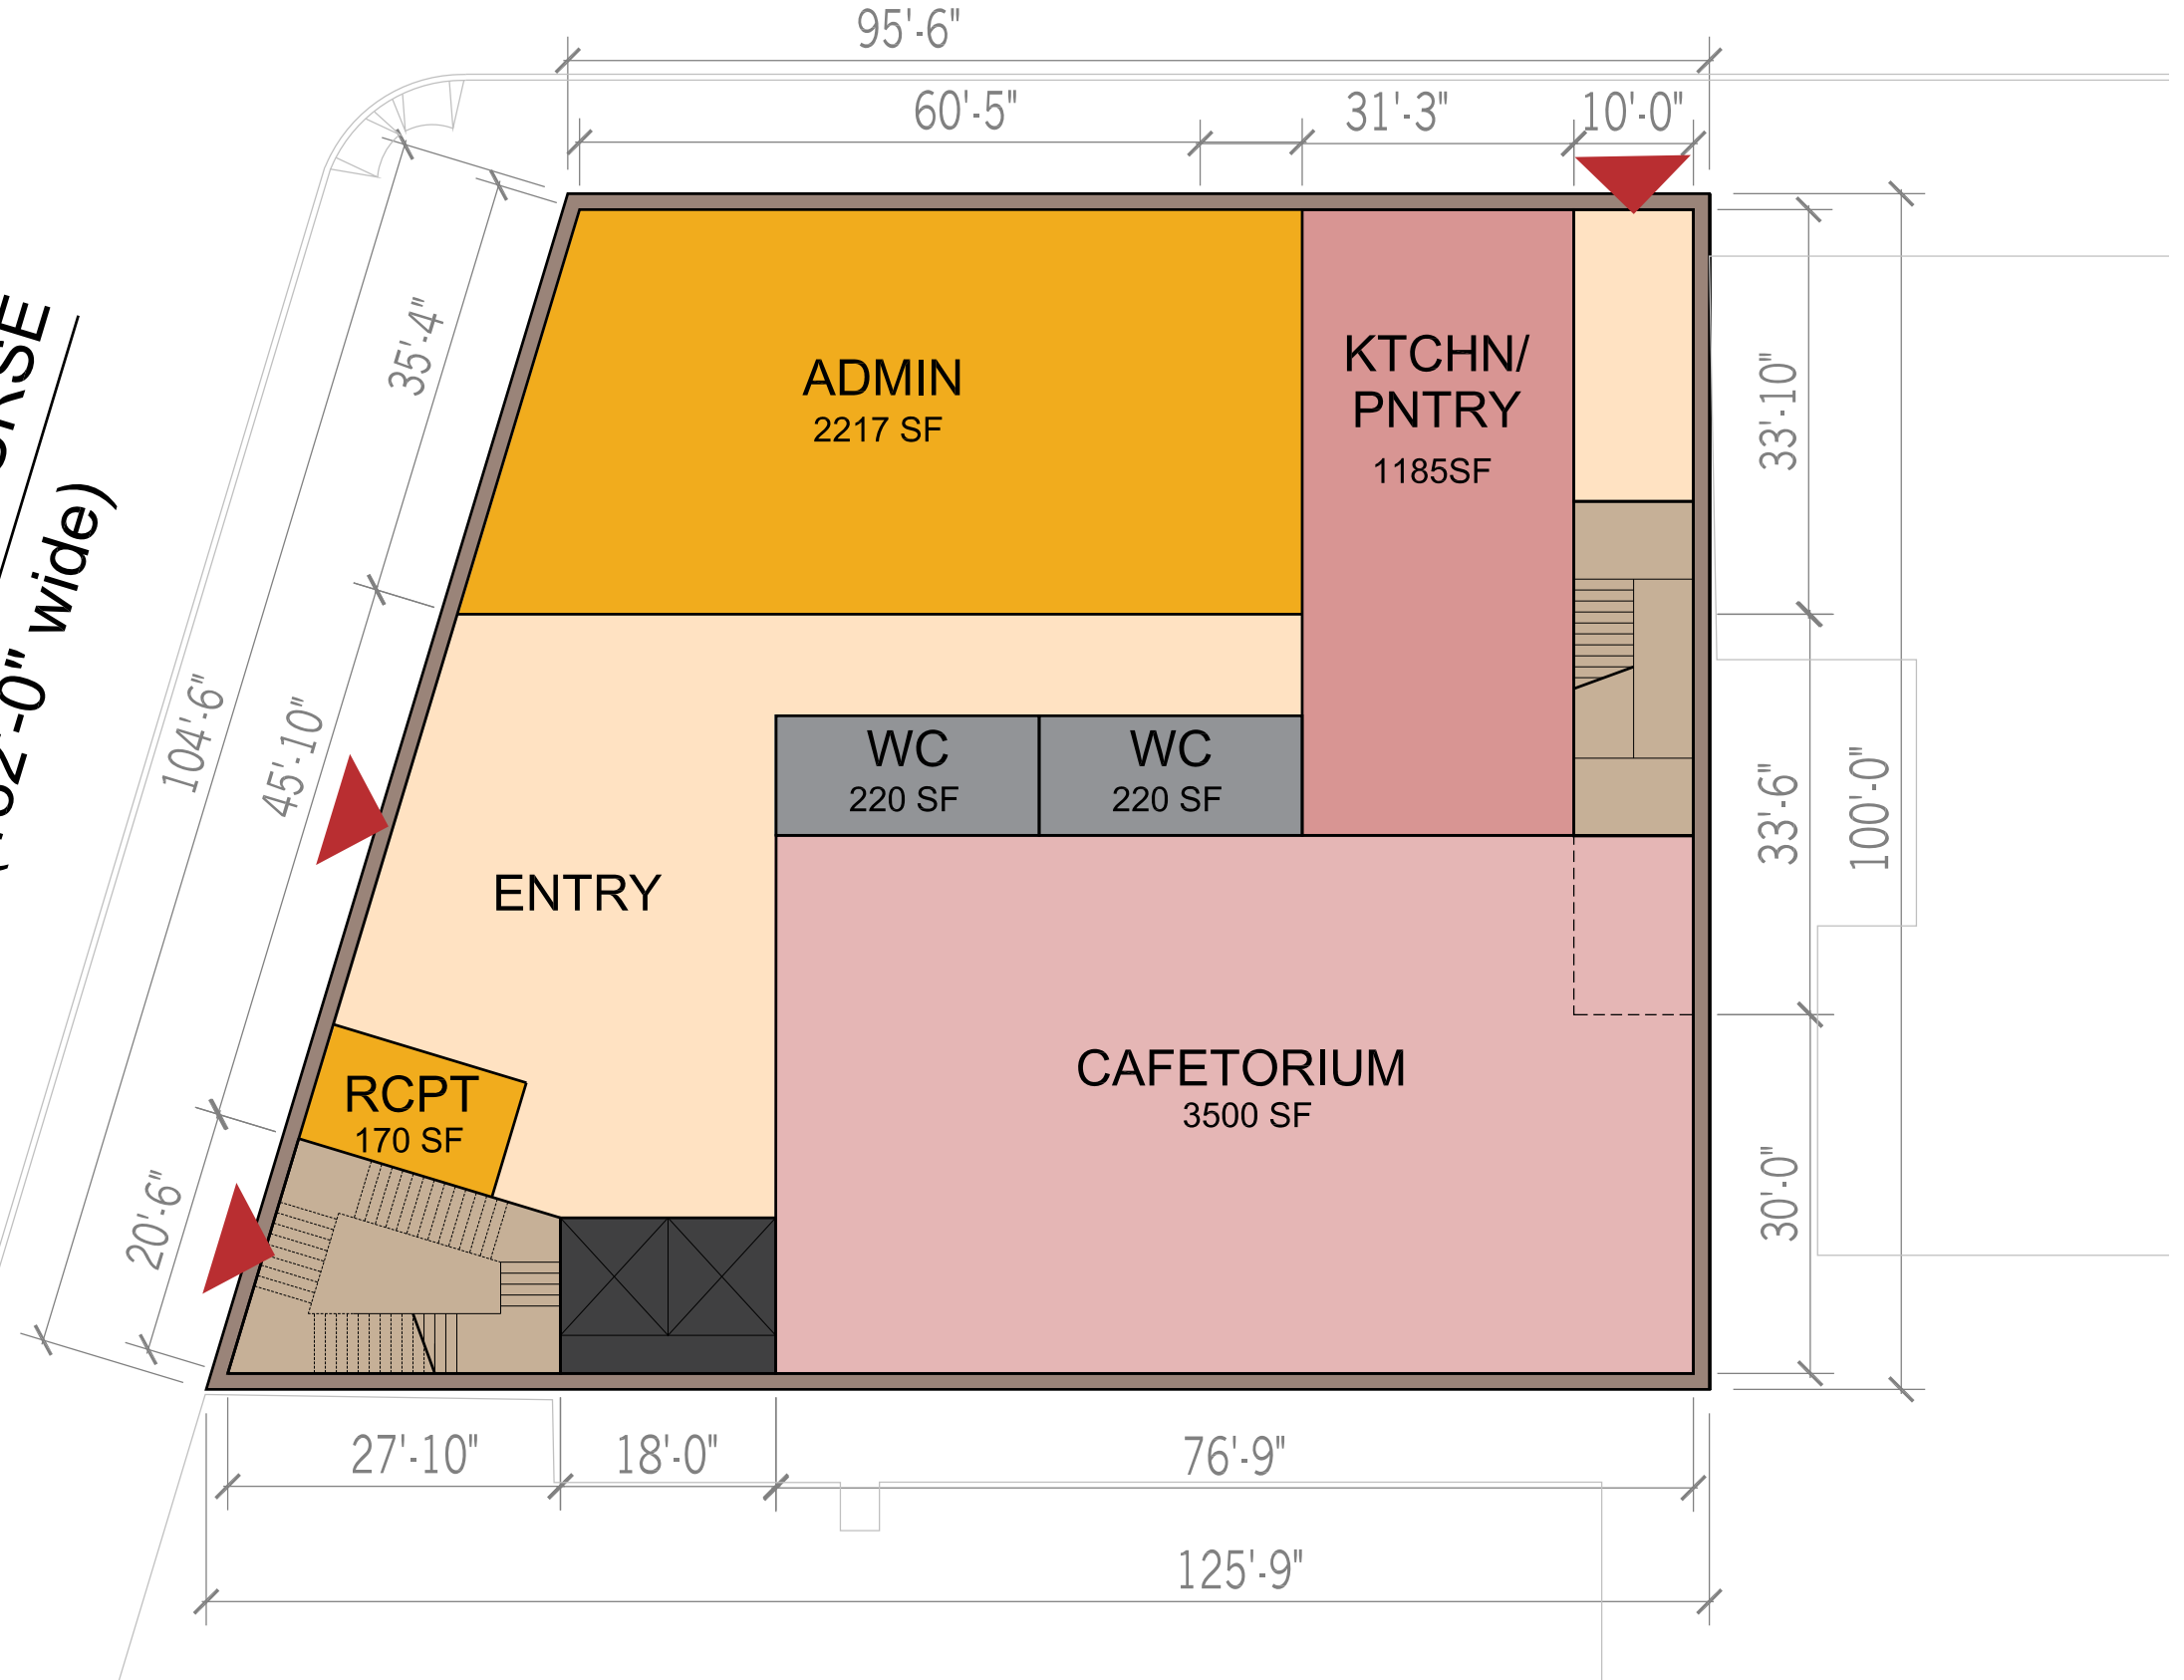 95'-6"
60'-5"
31'-3"
10'-0"
35'-4"
104'-6"
45'-10"
20'-6"
wide)
ADMIN
2217 SF
KTCHN/
PNTRY
1185SF
WC
220 SF
WC
220 SF
ENTRY
RCPT
170 SF
CAFETORIUM
3500 SF
33'-10"
33'-6"
100'-0"
30'-0"
27'-10"
18'-0"
76'-9"
125'-9"